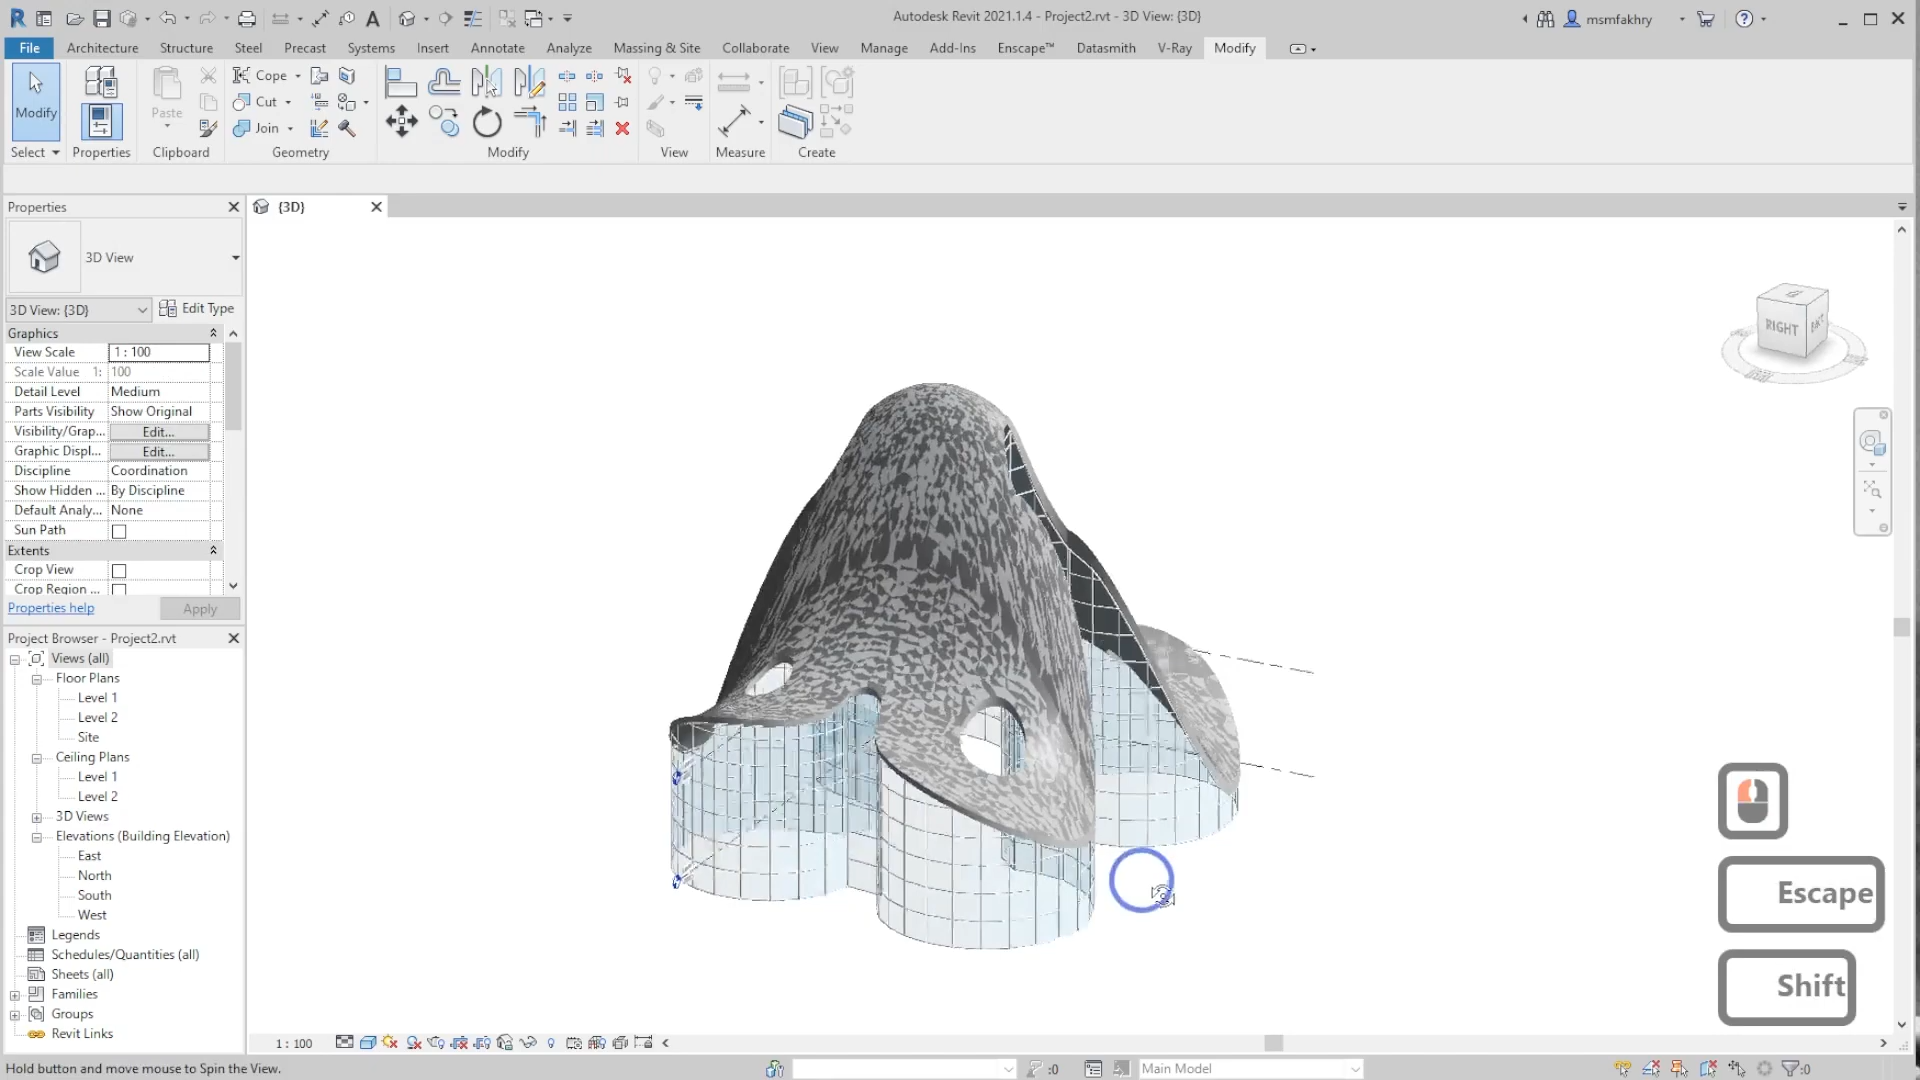 Autodesk Revit 2021.1.4 - Project2.rvt - 3D View: {3D}
msmfakhry
File Architecture Structure Steel Precast Systems Insert Annotate Analyze Massing & Site Collaborate View Manage Add-Ins Enscape™ Datasmith V-Ray Modify
Modify
Paste
Cope
Cut
Join
Select Properties Clipboard Geometry Modify View Measure Create
Properties
{3D}
3D View
3D View: {3D} Edit Type
Graphics
View Scale 1 : 100
Scale Value 1: 100
Detail Level Medium
Parts Visibility Show Original
Visibility/Grap... Edit...
Graphic Displ... Edit...
Discipline Coordination
Show Hidden ... By Discipline
Default Analy... None
Sun Path
Extents
Crop View
Crop Region ...
Properties help Apply
Project Browser - Project2.rvt
Views (all)
Floor Plans
Level 1
Level 2
Site
Ceiling Plans
Level 1
Level 2
3D Views
Elevations (Building Elevation)
East
North
South
West
Legends
Schedules/Quantities (all)
Sheets (all)
Families
Groups
Revit Links
RIGHT
Escape
Shift
1 : 100
Hold button and move mouse to Spin the View.
:0
Main Model
:0